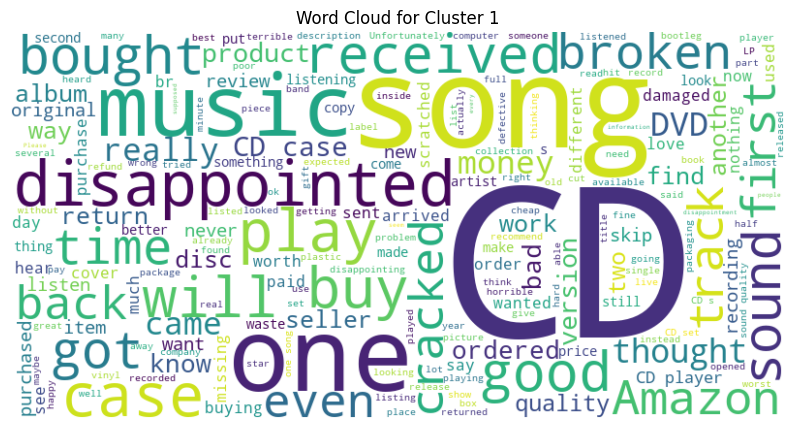 Word Cloud for Cluster 1
bought
many
best
put
terrible
description
Unfortunately
computer
someone
bootleg
player
LP
part
second
product
received
broken
heard
poor
listened
br
review
listening
read
hit
record
look
now
used
album
original
music
song
full
inside
actually
list
every
thinking
supposed
band
piece
minute
label
copy
scratched
defective
different
damaged
DVD
another
nothing
first
released
way
purchase
really
CD case
new
several
refund
wrong
tried
something
come
collection
S
need
love
book
almost
information
disappointed
money
find
artist
right
old
available
said
people
Please
without
ok
listed
looked
gift
expected
getting
sent
arrived
cut
disappointment
return
day
better
never
CD
cheap
work
fine
title
skip
packaging
half
track
sound
thing
time
already
found
play
problem
plastic
made
recommend
make
going
able
hear
pay
cover
disc
worth
disappointing
cracked
think
order
two
single
recording
sound quality
listen
package
much
paid
use
buy
bad
horrible
wanted
hard
still
live
version
CD s
back
will
real
set
give
instead
great
came
item
seller
played
year
ordered
price
CD set
opened
got
away
company
waste
star
picture
thought
purchased
see
maybe
happy
vinyl
want
know
missing
one song
one
looking
lot
playing
say
good
CD player
worst
well
case
recorded
buying
even
release
show
listing
box
place
returned
quality
Amazon